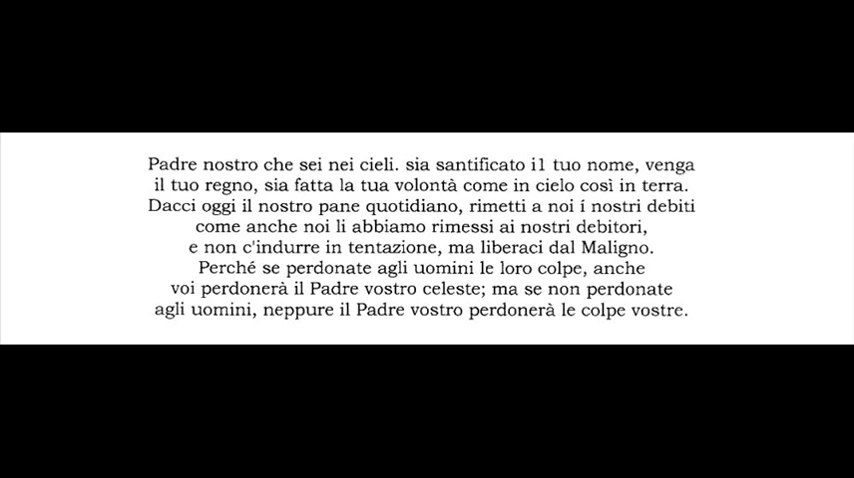 Padre nostro che sei nei cieli. sia santificato i1 tuo nome, venga
il tuo regno, sia fatta la tua volontà come in cielo così in terra.
Dacci oggi il nostro pane quotidiano, rimetti a noi í nostri debiti
come anche noi li abbiamo rimessi ai nostri debitori,
e non c'indurre in tentazione, ma liberaci dal Maligno.
Perché se perdonate agli uomini le loro colpe, anche
voi perdonerà il Padre vostro celeste; ma se non perdonate
agli uomini, neppure il Padre vostro perdonerà le colpe vostre.